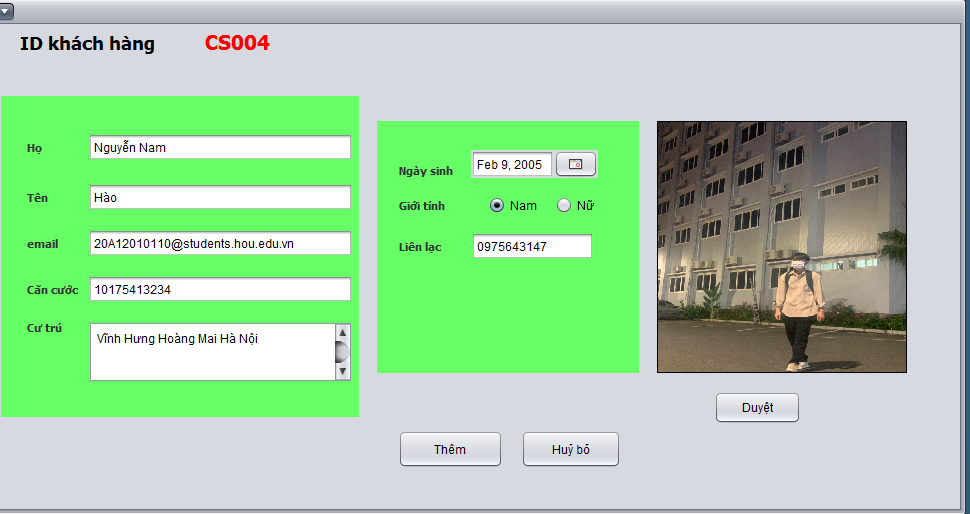 ID khách hàng CS004
Họ Nguyễn Nam
Tên Hào
email 20A12010110@students.hou.edu.vn
Căn cước 10175413234
Cư trú Vĩnh Hưng Hoàng Mai Hà Nội
Ngày sinh Feb 9, 2005
Giới tính Nam Nữ
Liên lạc 0975643147
Duyệt
Thêm Huỷ bỏ